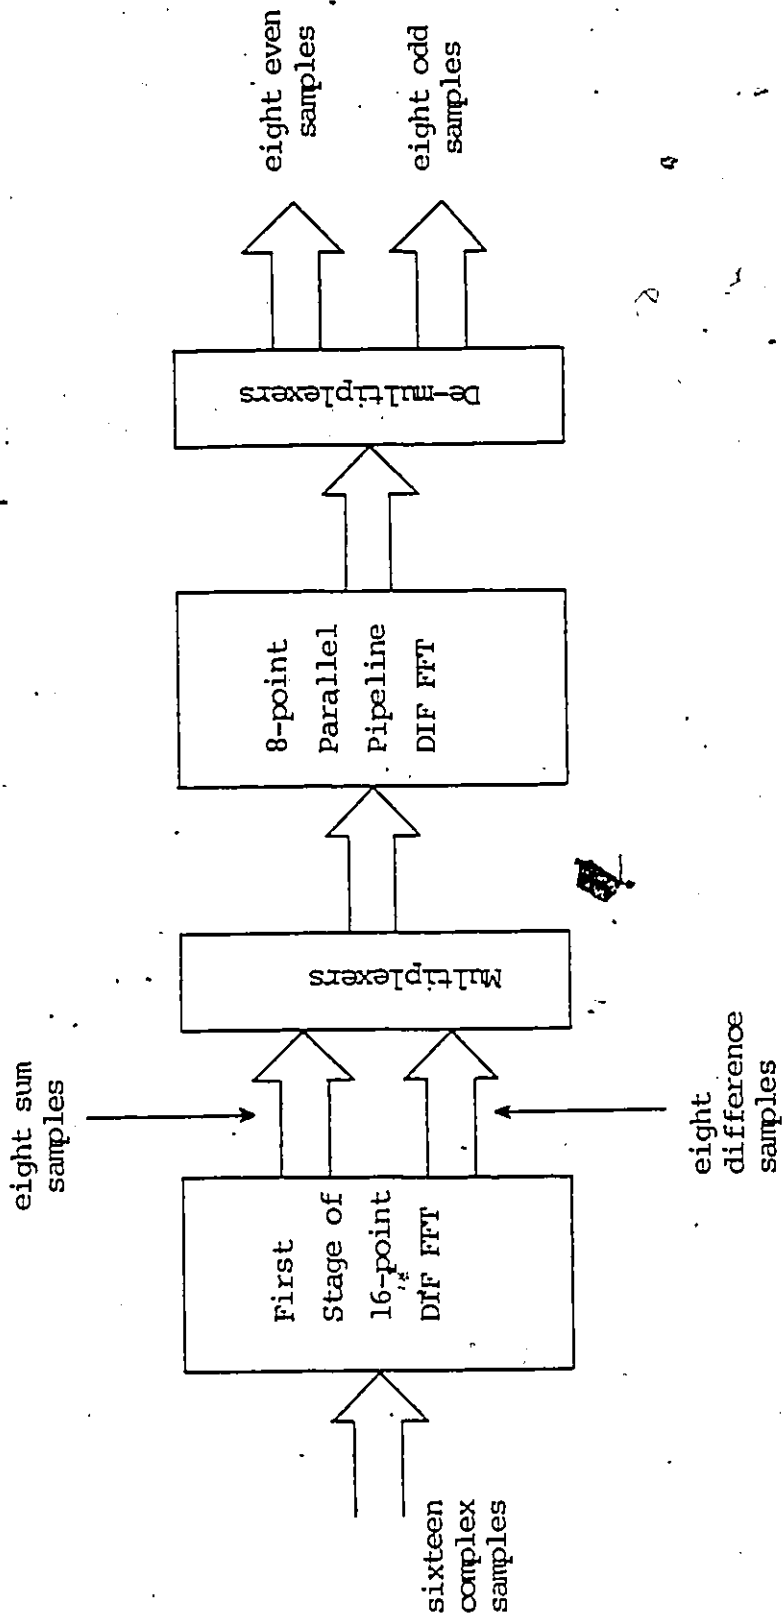 sixteen
complex
samples
First
Stage of
16-point
DIF FFT
eight sum
samples
eight
difference
samples
Multiplexers
8-point
Parallel
Pipeline
DIF FFT
De-multiplexers
eight even
samples
eight odd
samples